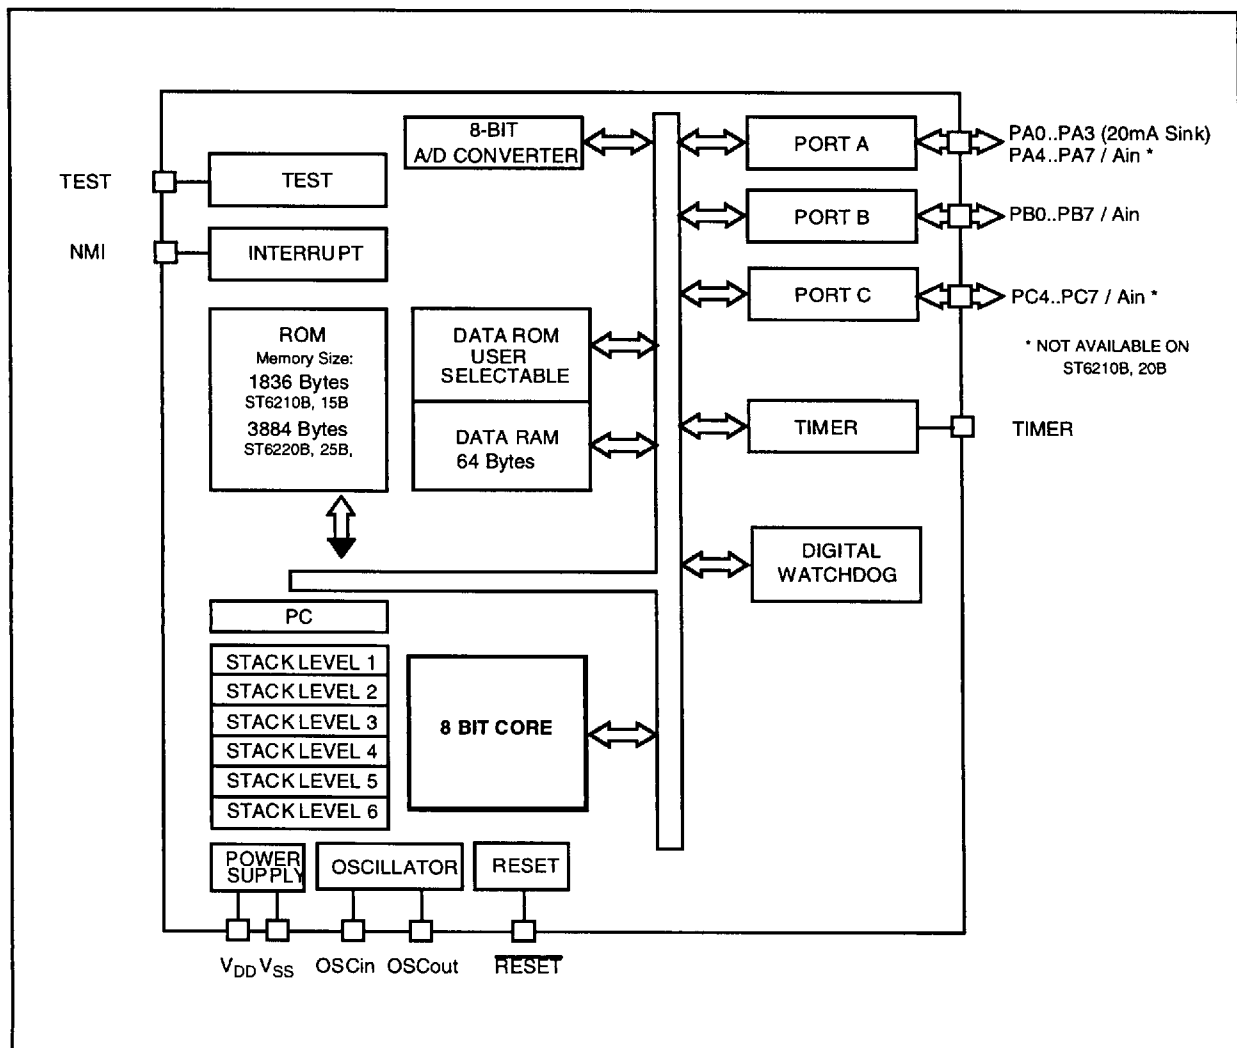 8-BIT
A/D CONVERTER
PORT A
PA0..PA3 (20mA Sink)
PA4..PA7 / Ain *
TEST
TEST
PORT B
PB0..PB7 / Ain
NMI
INTERRUPT
PORT C
PC4..PC7 / Ain *
ROM
Memory Size:
1836 Bytes
ST6210B, 15B
3884 Bytes
ST6220B, 25B,
DATA ROM
USER
SELECTABLE
* NOT AVAILABLE ON
ST6210B, 20B
DATA RAM
64 Bytes
TIMER
TIMER
DIGITAL
WATCHDOG
PC
STACK LEVEL 1
STACK LEVEL 2
STACK LEVEL 3
STACK LEVEL 4
STACK LEVEL 5
STACK LEVEL 6
8 BIT CORE
POWER
SUPPLY
OSCILLATOR
RESET
VDD VSS OSCin OSCout RESET